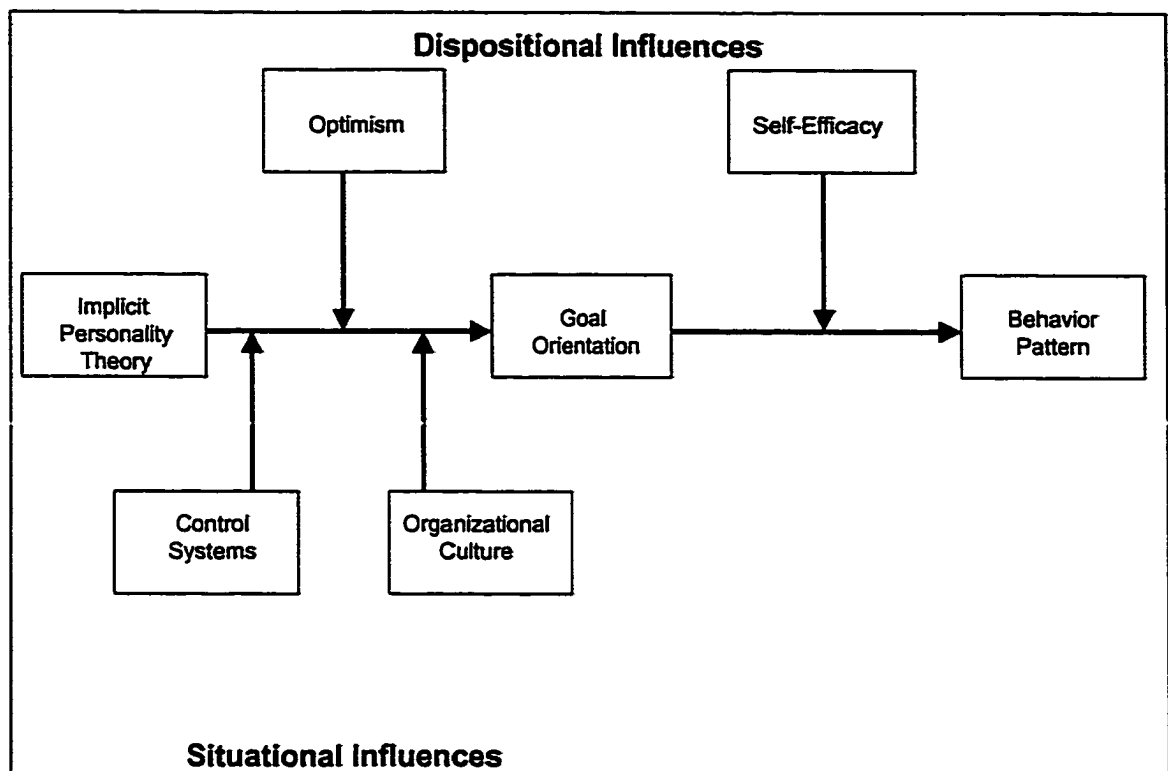 Dispositional Influences
Optimism
Self-Efficacy
Implicit
Personality
Theory
Goal
Orientation
Behavior
Pattern
Control
Systems
Organizational
Culture
Situational Influences